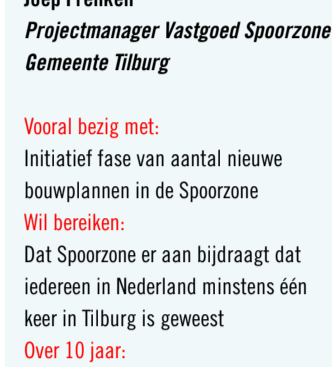 Joep Frenken
Projectmanager Vastgoed Spoorzone
Gemeente Tilburg
Vooral bezig met:
Initiatief fase van aantal nieuwe
bouwplannen in de Spoorzone
Wil bereiken:
Dat Spoorzone er aan bijdraagt dat
iedereen in Nederland minstens één
keer in Tilburg is geweest
Over 10 jaar: